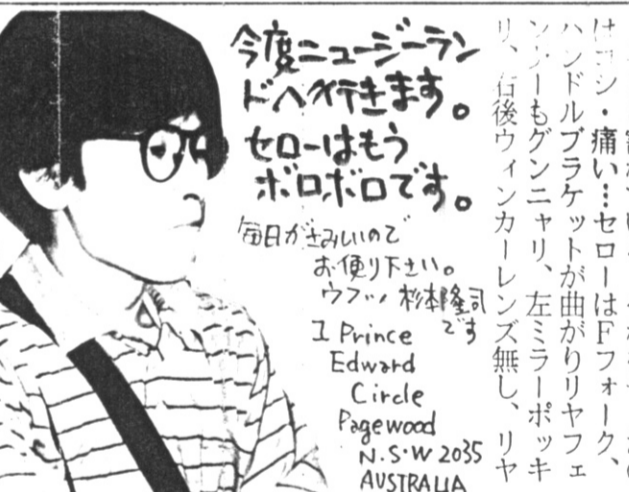 今度ニュージーラン
ドへ行きます。
セローはもう
ボロボロです。
毎日がさみしいので
お便り下さい。
ウフッ 杉本隆司
です
1 Prince
Edward
Circle
Pagewood
N.S.W 2035
AUSTRALIA
・痛い…セローはFフォーク、
ハンドルブラケットが曲がりリヤフェ
ンダーもグンニャリ、左ミラーポッキ
リ、右後ウィンカーレンズ無し、リヤ